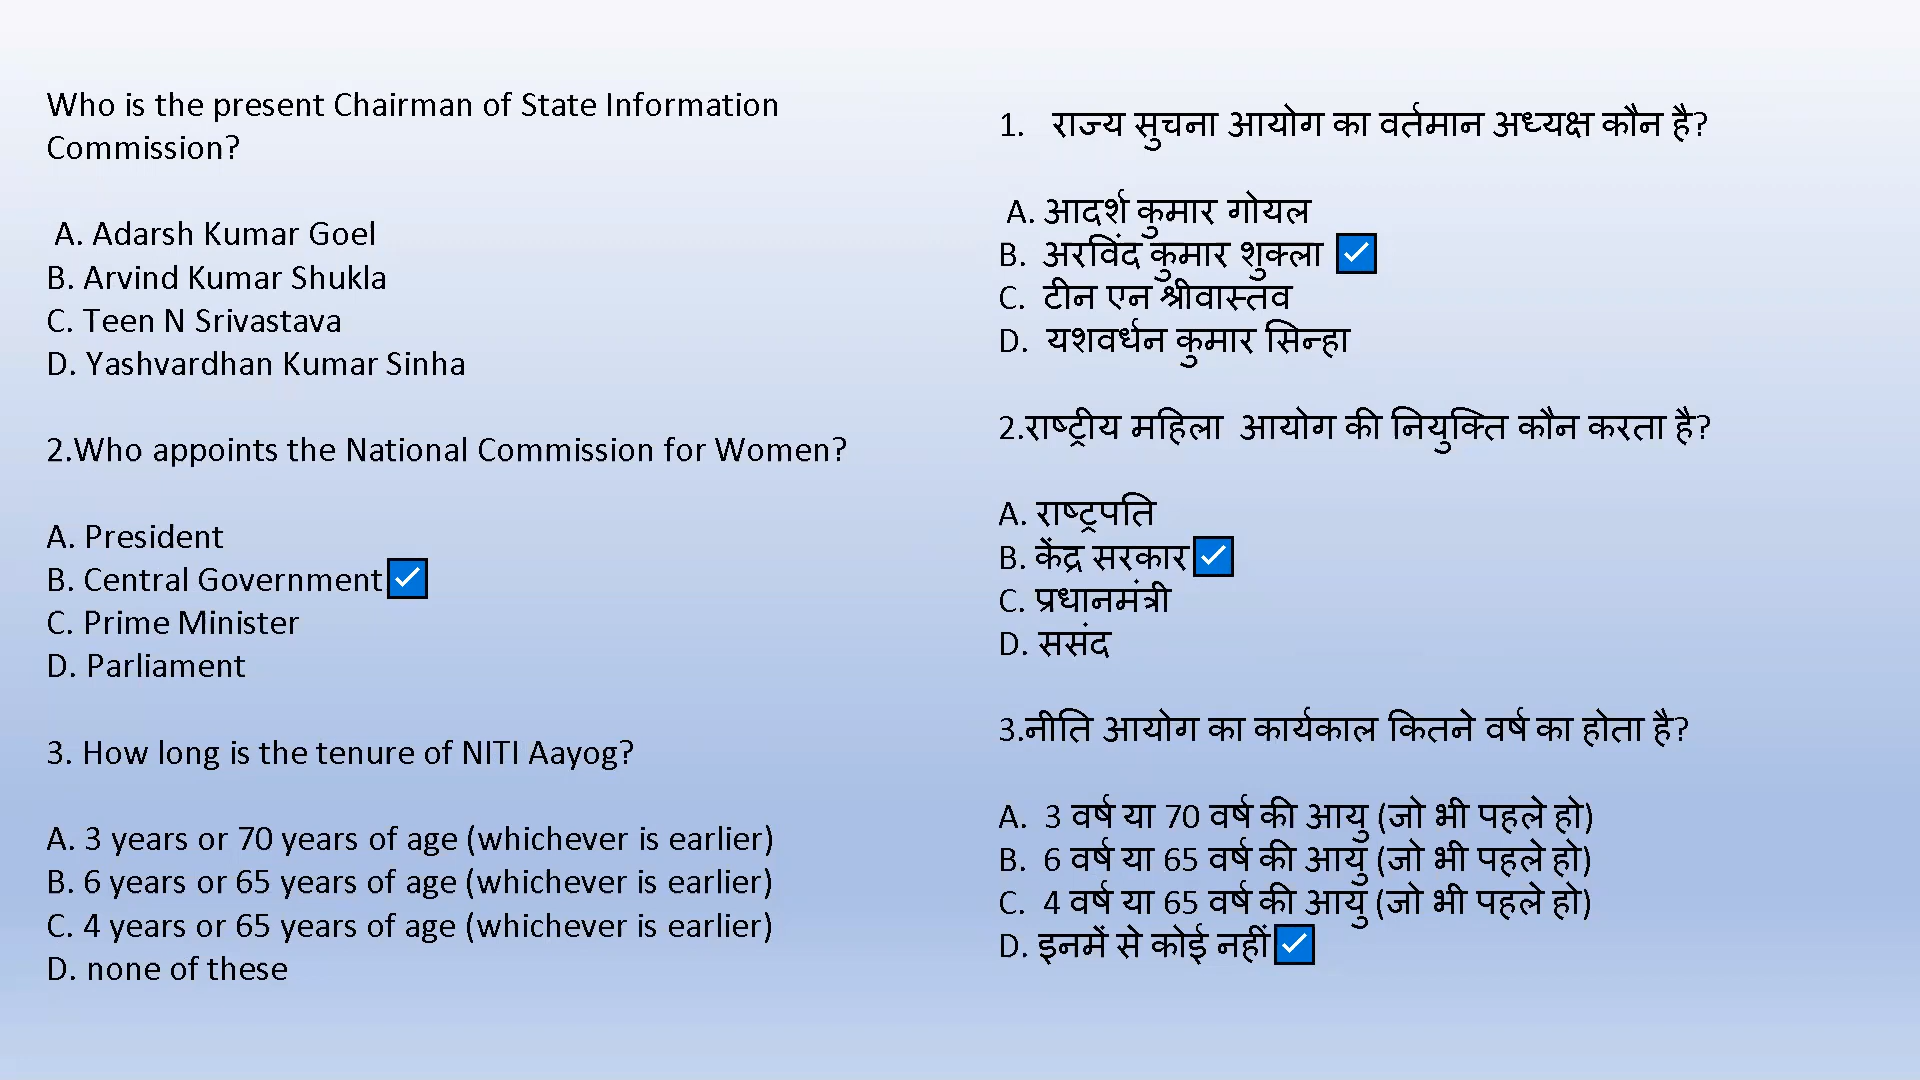 Who is the present Chairman of State Information
Commission?
A. Adarsh Kumar Goel
B. Arvind Kumar Shukla
C. Teen N Srivastava
D. Yashvardhan Kumar Sinha
2.Who appoints the National Commission for Women?
A. President
B. Central Government
C. Prime Minister
D. Parliament
3. How long is the tenure of NITI Aayog?
A. 3 years or 70 years of age (whichever is earlier)
B. 6 years or 65 years of age (whichever is earlier)
C. 4 years or 65 years of age (whichever is earlier)
D. none of these
1. राज्य सुचना आयोग का वर्तमान अध्यक्ष कौन है?
A. आदर्श कुमार गोयल
B. अरविंद कुमार शुक्ला
C. टीन एन श्रीवास्तव
D. यशवर्धन कुमार सिन्हा
2.राष्ट्रीय महिला आयोग की नियुक्ति कौन करता है?
A. राष्ट्रपति
B. केंद्र सरकार
C. प्रधानमंत्री
D. ससंद
3.नीति आयोग का कार्यकाल कितने वर्ष का होता है?
A. 3 वर्ष या 70 वर्ष की आयु (जो भी पहले हो)
B. 6 वर्ष या 65 वर्ष की आयु (जो भी पहले हो)
C. 4 वर्ष या 65 वर्ष की आयु (जो भी पहले हो)
D. इनमें से कोई नहीं